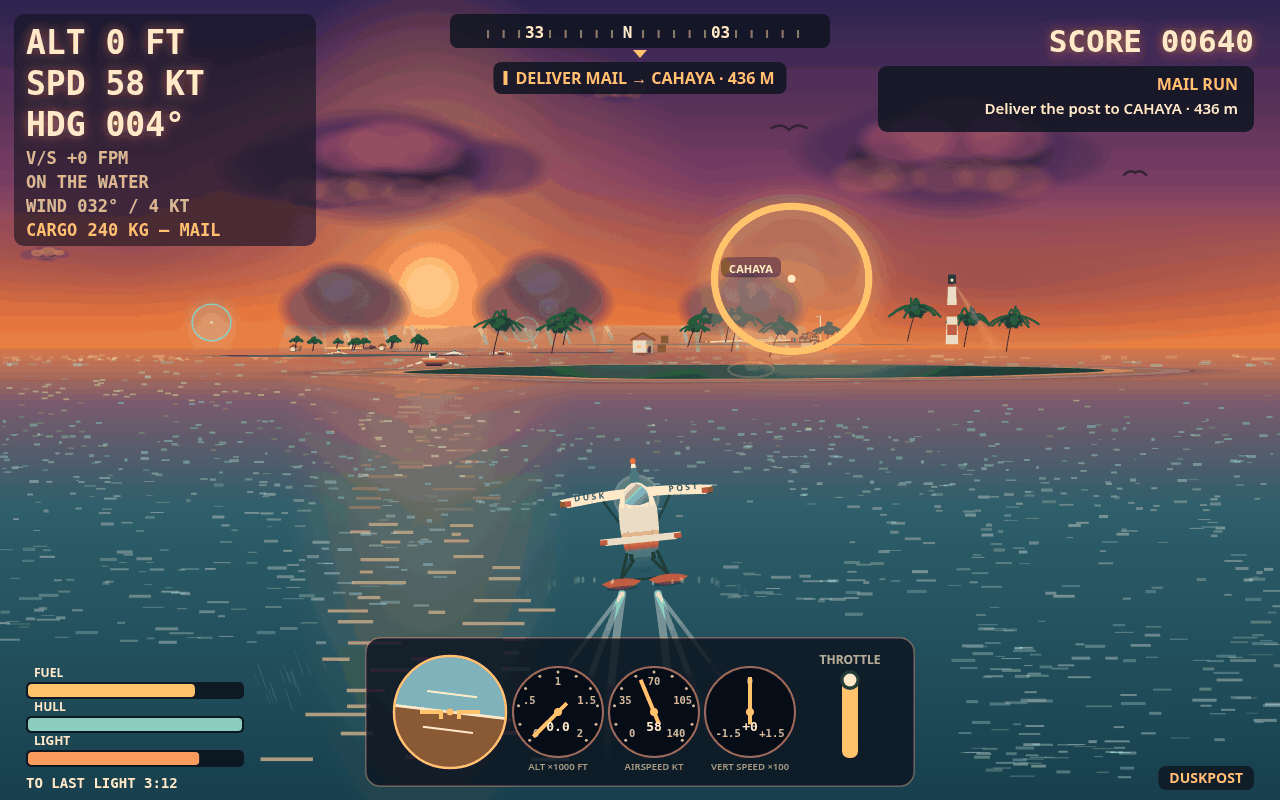 ALT 0 FT
SPD 58 KT
HDG 004°
V/S +0 FPM
ON THE WATER
WIND 032° / 4 KT
CARGO 240 KG — MAIL
33 N 03
DELIVER MAIL → CAHAYA · 436 M
SCORE 00640
MAIL RUN
Deliver the post to CAHAYA · 436 m
CAHAYA
DUSK POST
FUEL
HULL
LIGHT
TO LAST LIGHT 3:12
0 .5 1 1.5 2
0.0
ALT ×1000 FT
0 35 70 105 140
58
AIRSPEED KT
-1.5 +1.5
+0
VERT SPEED ×100
THROTTLE
DUSKPOST